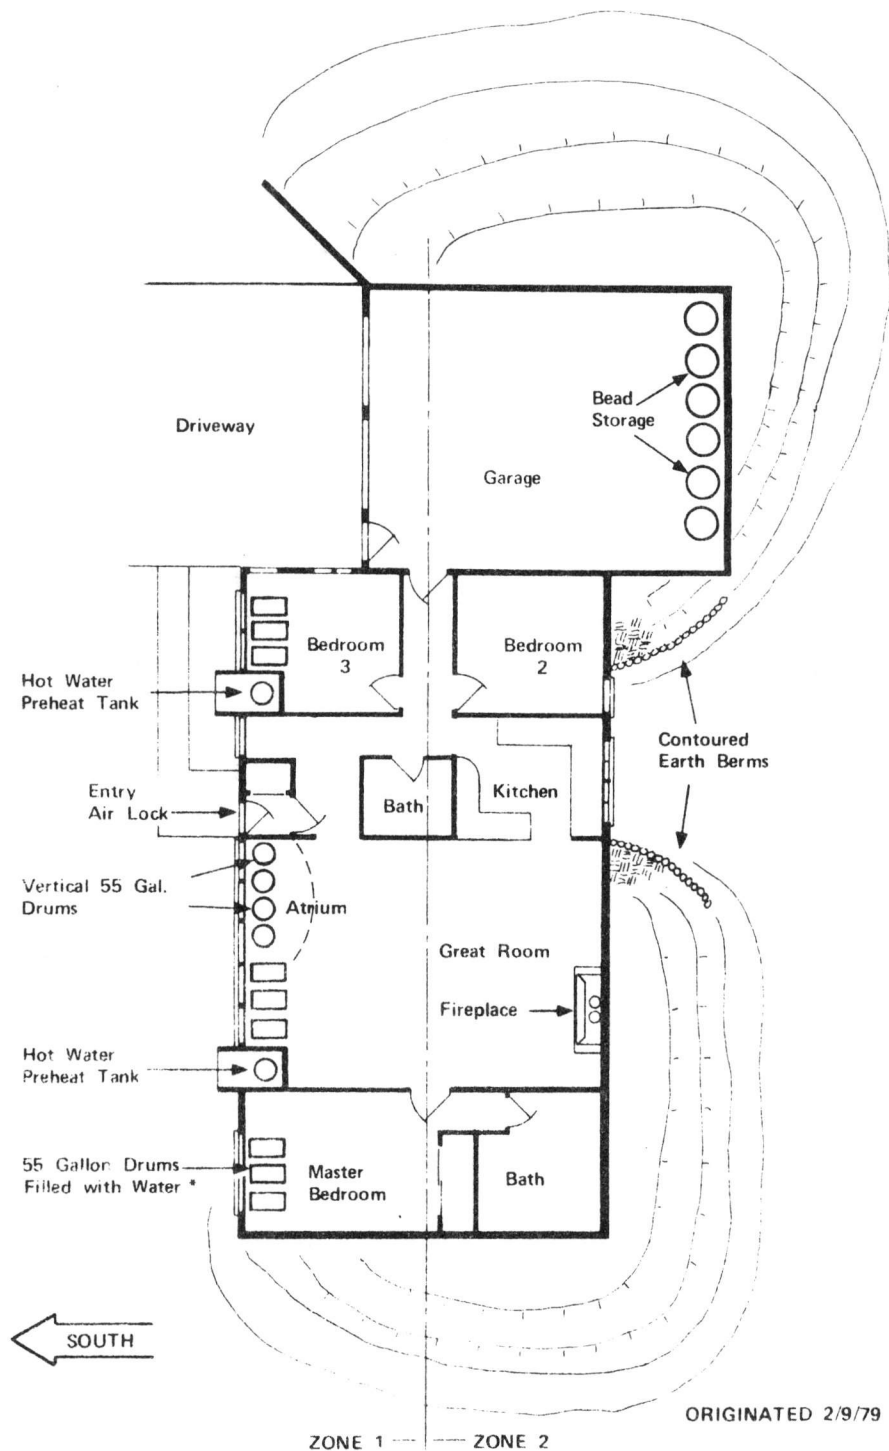 Driveway
Garage
Bead
Storage
Bedroom
3
Bedroom
2
Hot Water
Preheat Tank
Contoured
Earth Berms
Entry
Air Lock
Bath
Kitchen
Vertical 55 Gal.
Drums
Atrium
Great Room
Fireplace
Hot Water
Preheat Tank
55 Gallon Drums
Filled with Water *
Master
Bedroom
Bath
SOUTH
ORIGINATED 2/9/79
ZONE 1
ZONE 2